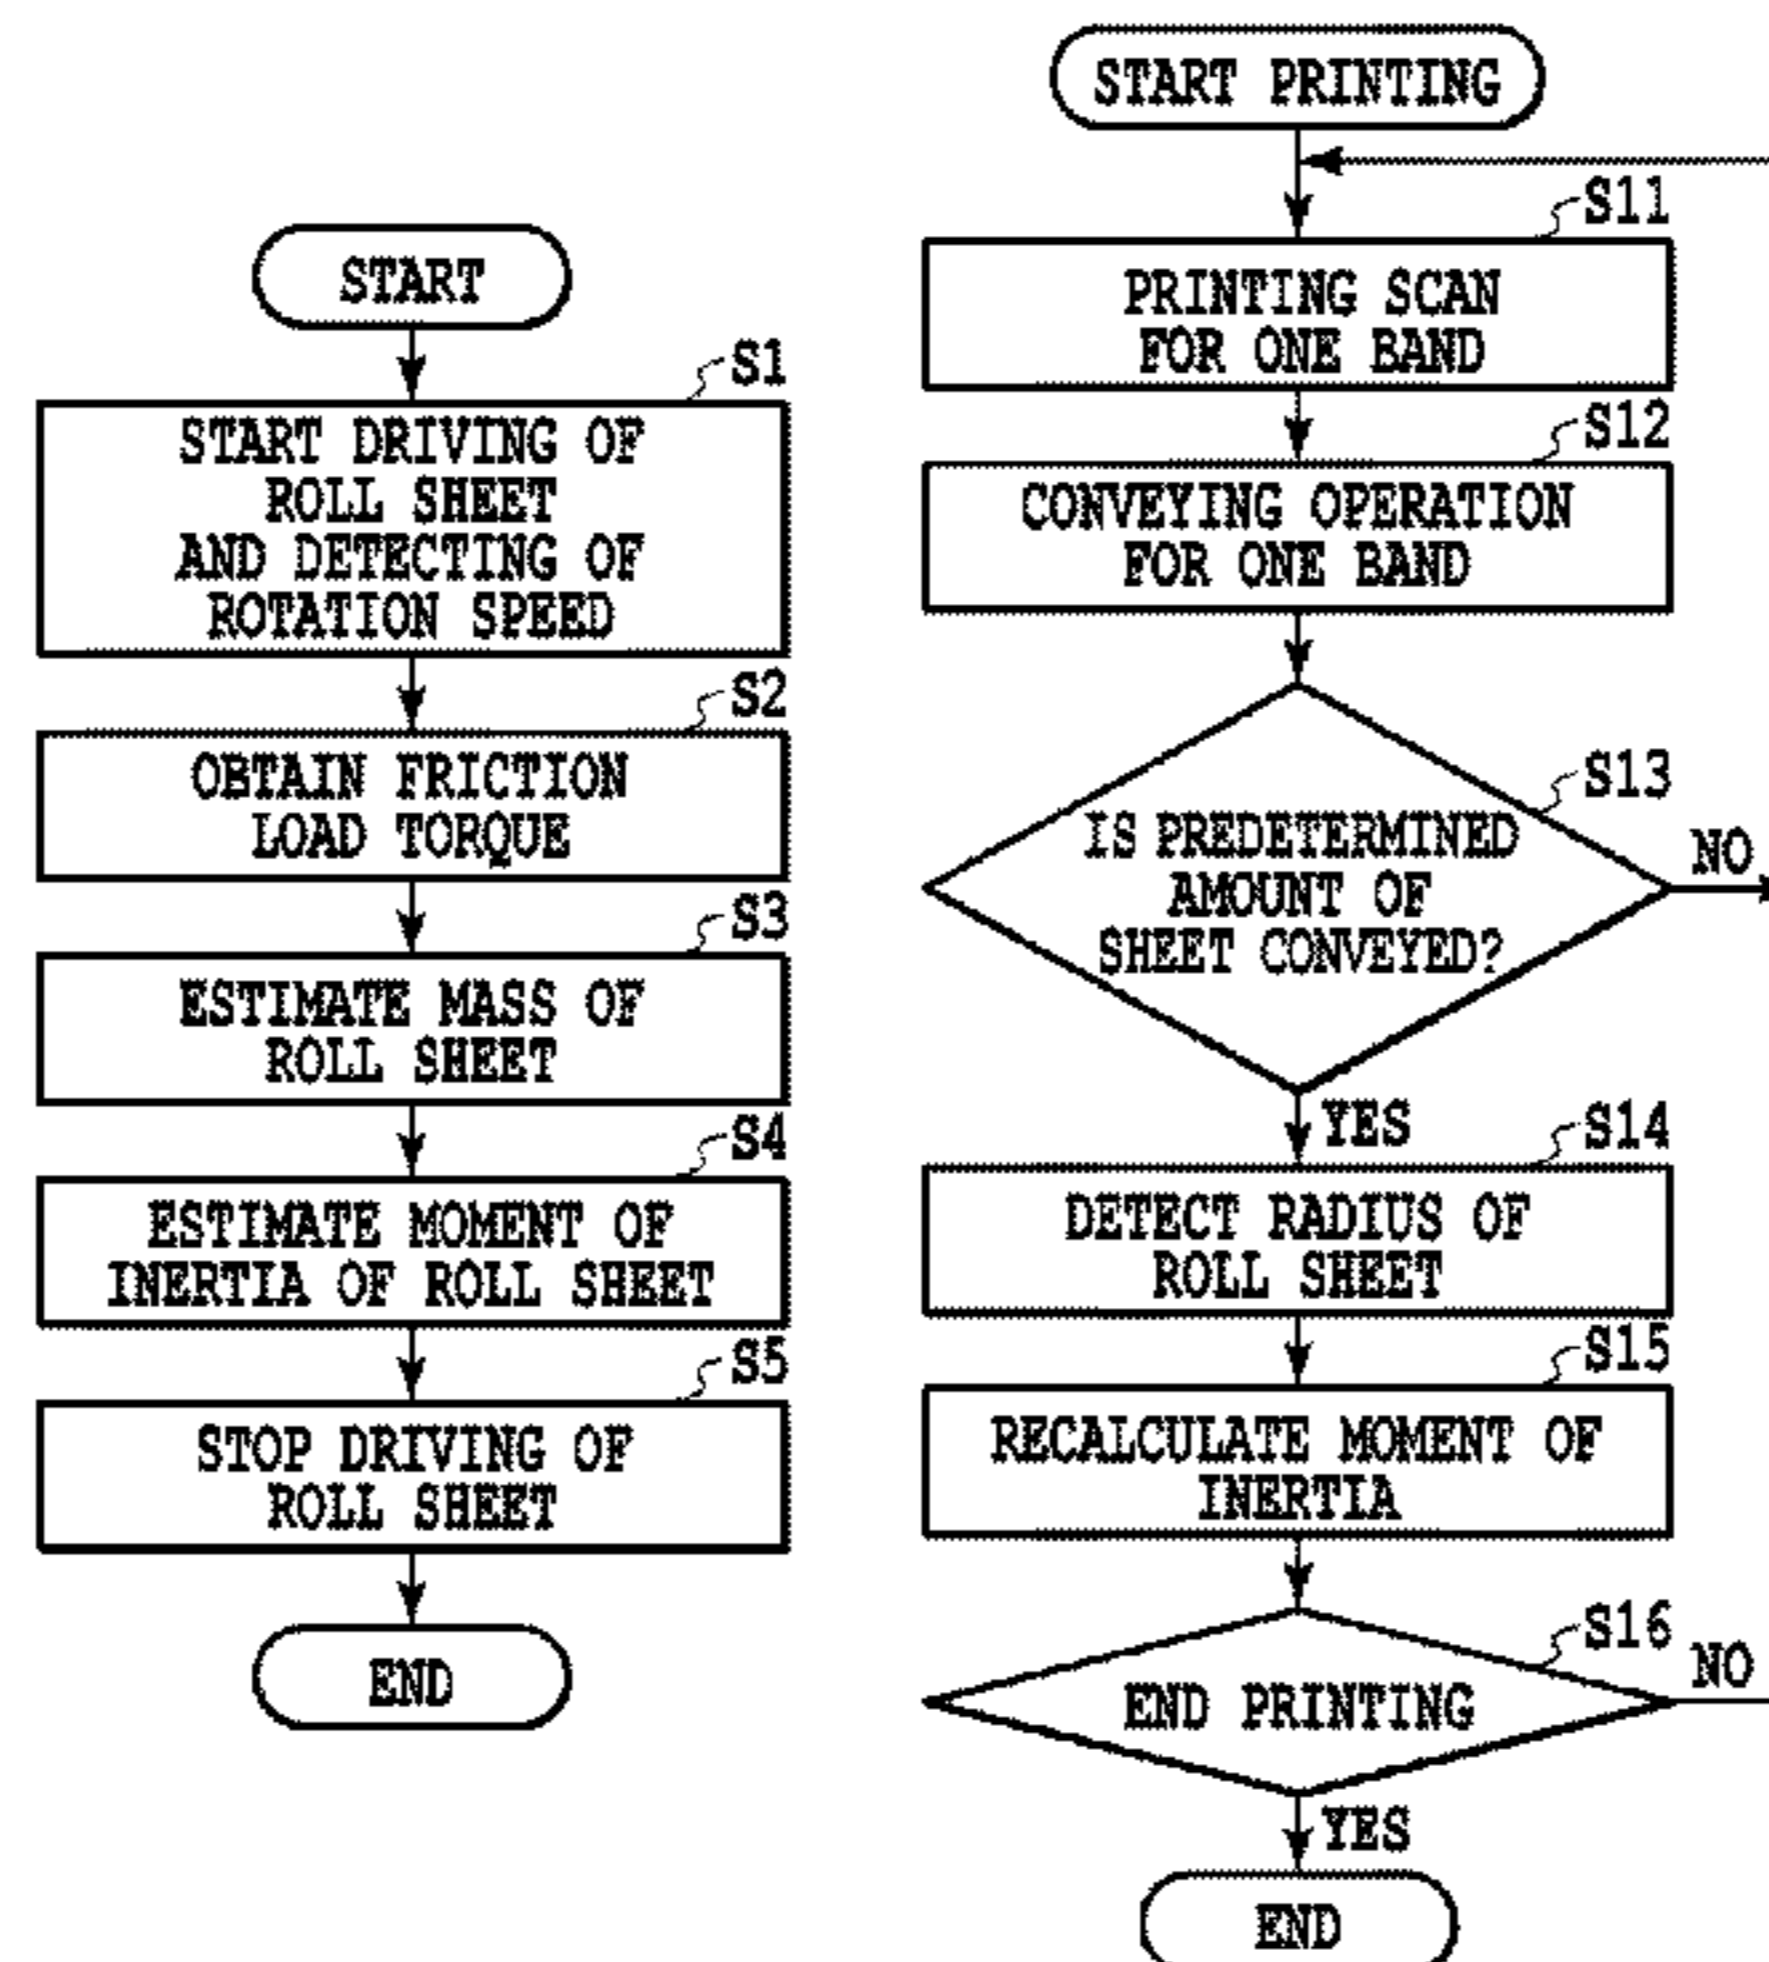 START
S1
START DRIVING OF
ROLL SHEET
AND DETECTING OF
ROTATION SPEED
S2
OBTAIN FRICTION
LOAD TORQUE
S3
ESTIMATE MASS OF
ROLL SHEET
S4
ESTIMATE MOMENT OF
INERTIA OF ROLL SHEET
S5
STOP DRIVING OF
ROLL SHEET
END
START PRINTING
S11
PRINTING SCAN
FOR ONE BAND
S12
CONVEYING OPERATION
FOR ONE BAND
S13
IS PREDETERMINED
AMOUNT OF
SHEET CONVEYED?
NO
YES
S14
DETECT RADIUS OF
ROLL SHEET
S15
RECALCULATE MOMENT OF
INERTIA
S16
END PRINTING
NO
YES
END